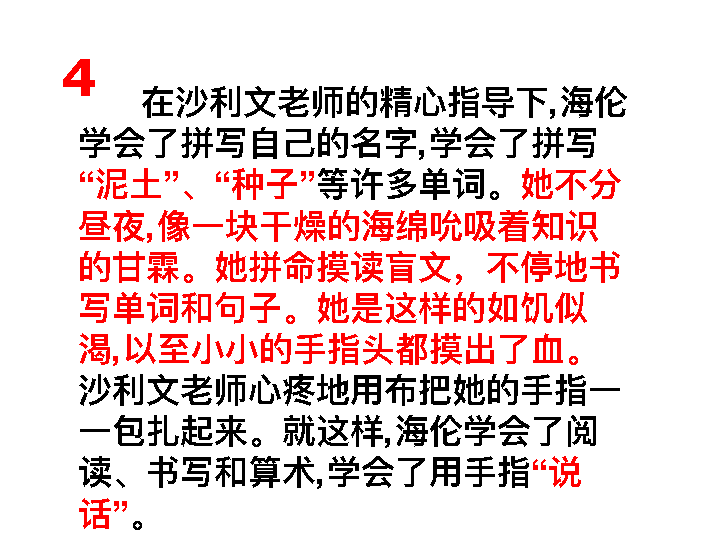 4
在沙利文老师的精心指导下,海伦
学会了拼写自己的名字,学会了拼写
“泥土”、“种子”等许多单词。她不分
昼夜,像一块干燥的海绵吮吸着知识
的甘霖。她拼命摸读盲文，不停地书
写单词和句子。她是这样的如饥似
渴,以至小小的手指头都摸出了血。
沙利文老师心疼地用布把她的手指一
一包扎起来。就这样,海伦学会了阅
读、书写和算术,学会了用手指“说
话”。